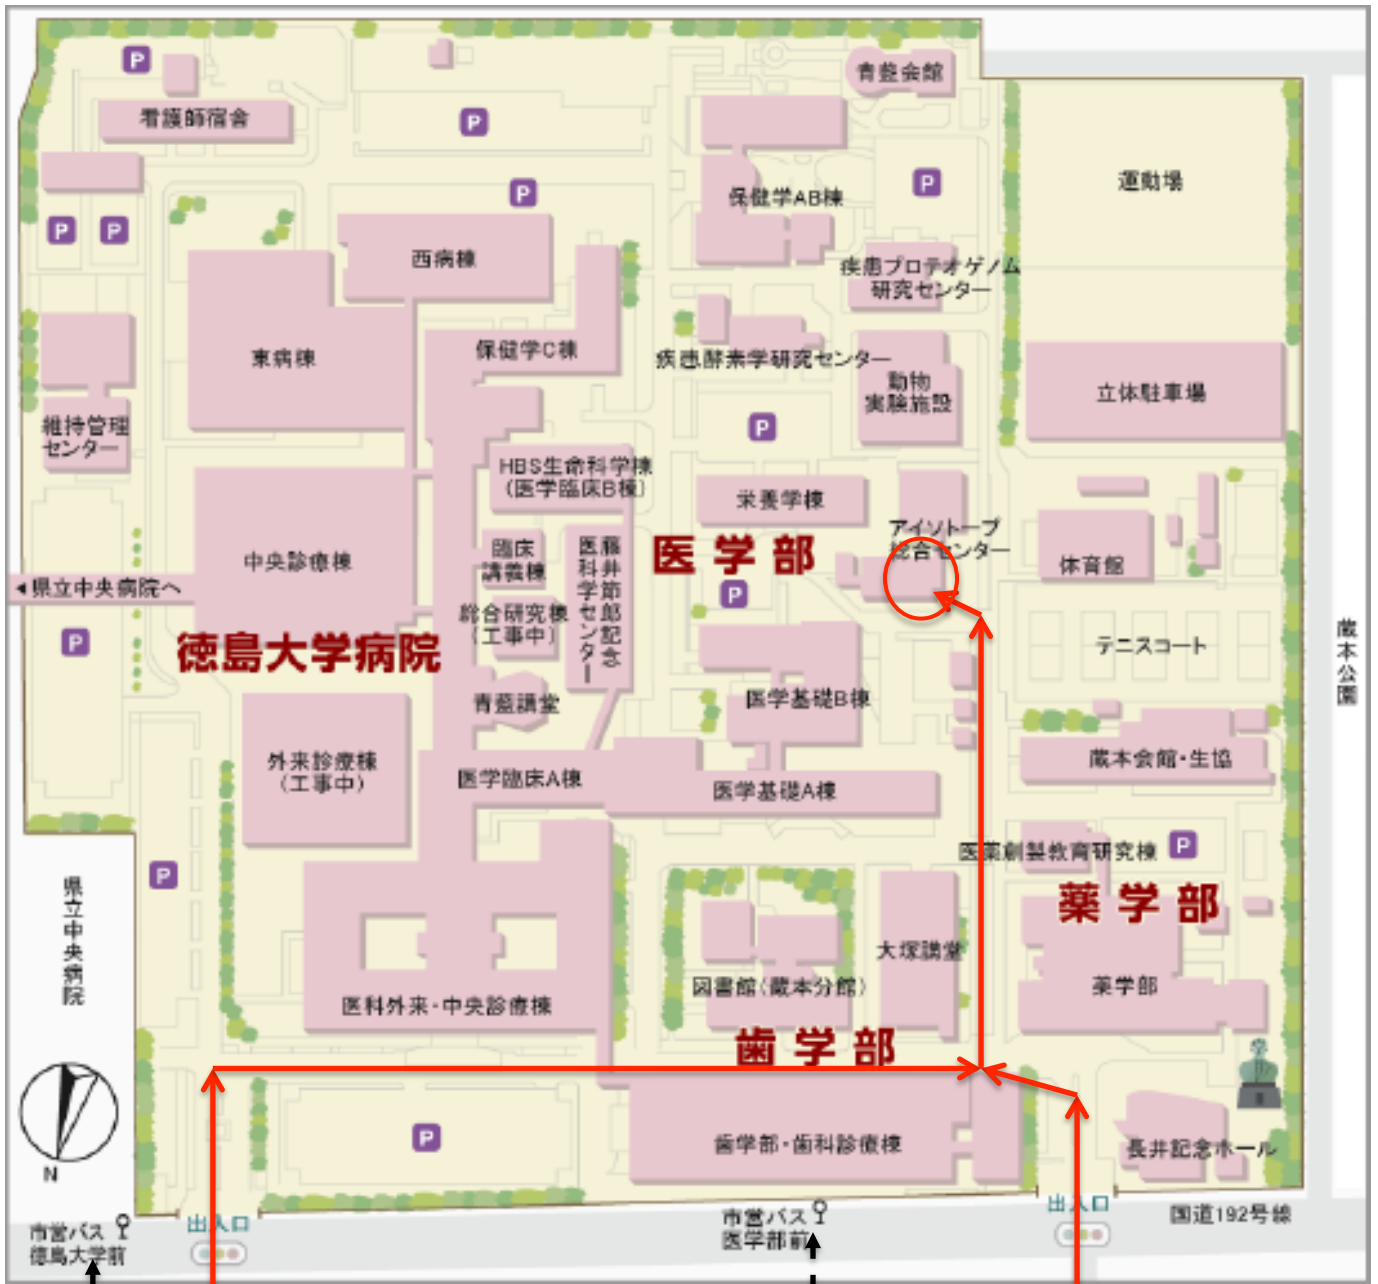 P
青藍会館
看護師宿舎
P
P
保健学AB棟
運動場
P
P
P
西病棟
疾患プロテオゲノム
研究センター
東病棟
保健学C棟
疾患酵素学研究センター
動物
実験施設
立体駐車場
維持管理
センター
P
HBS生命科学棟
(医学臨床B棟)
栄養学棟
アイソトープ
総合センター
中央診療棟
臨床
講義棟
藤井節郎記念
医科学センター
医学部
体育館
◀県立中央病院へ
総合研究棟
(工事中)
P
P
徳島大学病院
テニスコート
蔵本公園
青藍講堂
医学基礎B棟
外来診療棟
(工事中)
医学臨床A棟
医学基礎A棟
蔵本会館・生協
医薬創製教育研究棟
P
P
県立中央病院
薬学部
大塚講堂
図書館(蔵本分館)
薬学部
医科外来・中央診療棟
歯学部
P
歯学部・歯科診療棟
長井記念ホール
N
市営バス
徳島大学前
出入口
市営バス
医学部前
出入口
国道192号線